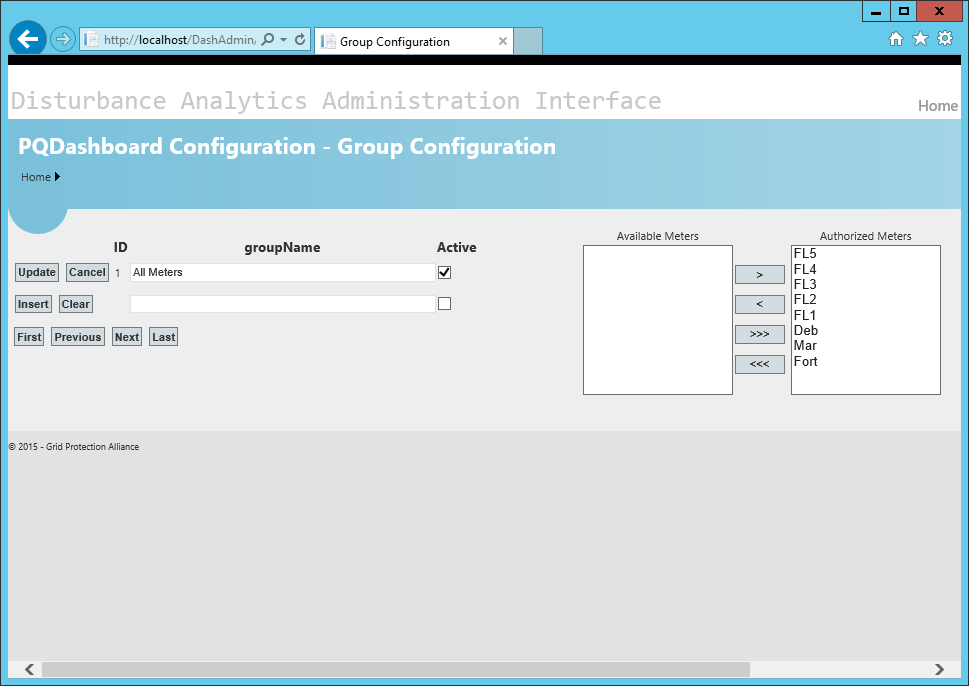 http://localhost/DashAdmin/
Group Configuration
Disturbance Analytics Administration Interface
Home
PQDashboard Configuration - Group Configuration
Home
ID groupName Active
Update Cancel 1 All Meters
Insert Clear
First Previous Next Last
Available Meters
>
<
>>>
<<<
Authorized Meters
FL5
FL4
FL3
FL2
FL1
Deb
Mar
Fort
© 2015 - Grid Protection Alliance